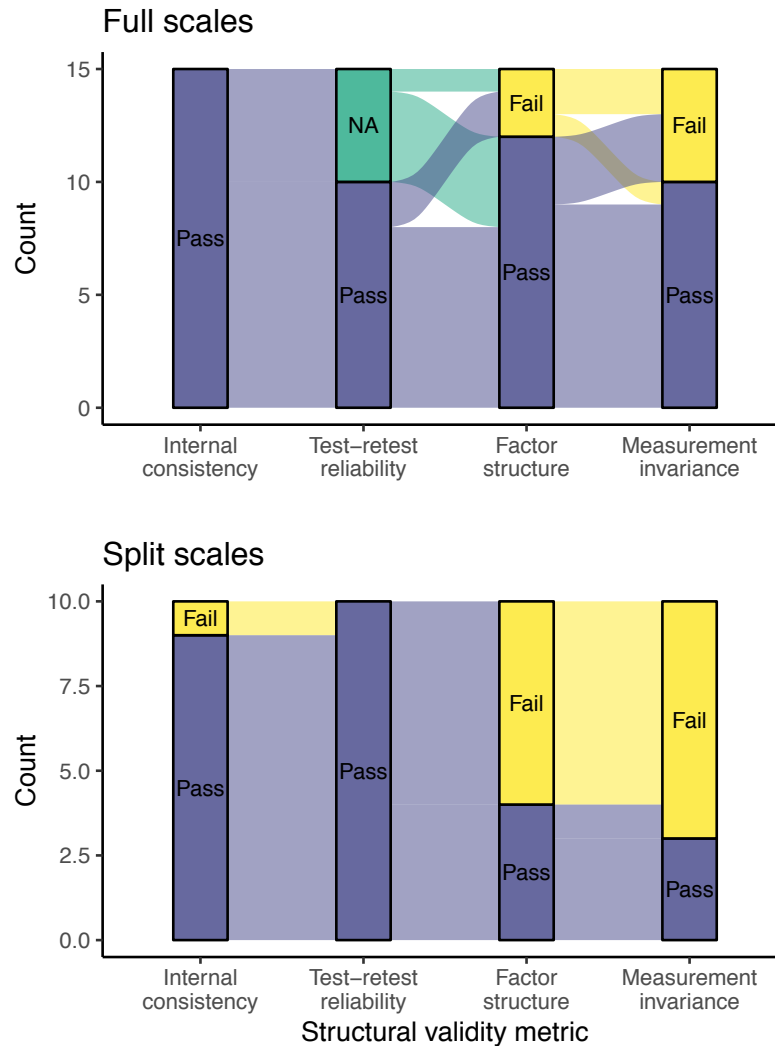 Full scales
15
10
5
0
Count
Pass
NA
Pass
Fail
Pass
Fail
Pass
Internal
consistency
Test−retest
reliability
Factor
structure
Measurement
invariance
Split scales
10.0
7.5
5.0
2.5
0.0
Count
Fail
Pass
Pass
Fail
Pass
Fail
Pass
Internal
consistency
Test−retest
reliability
Factor
structure
Measurement
invariance
Structural validity metric